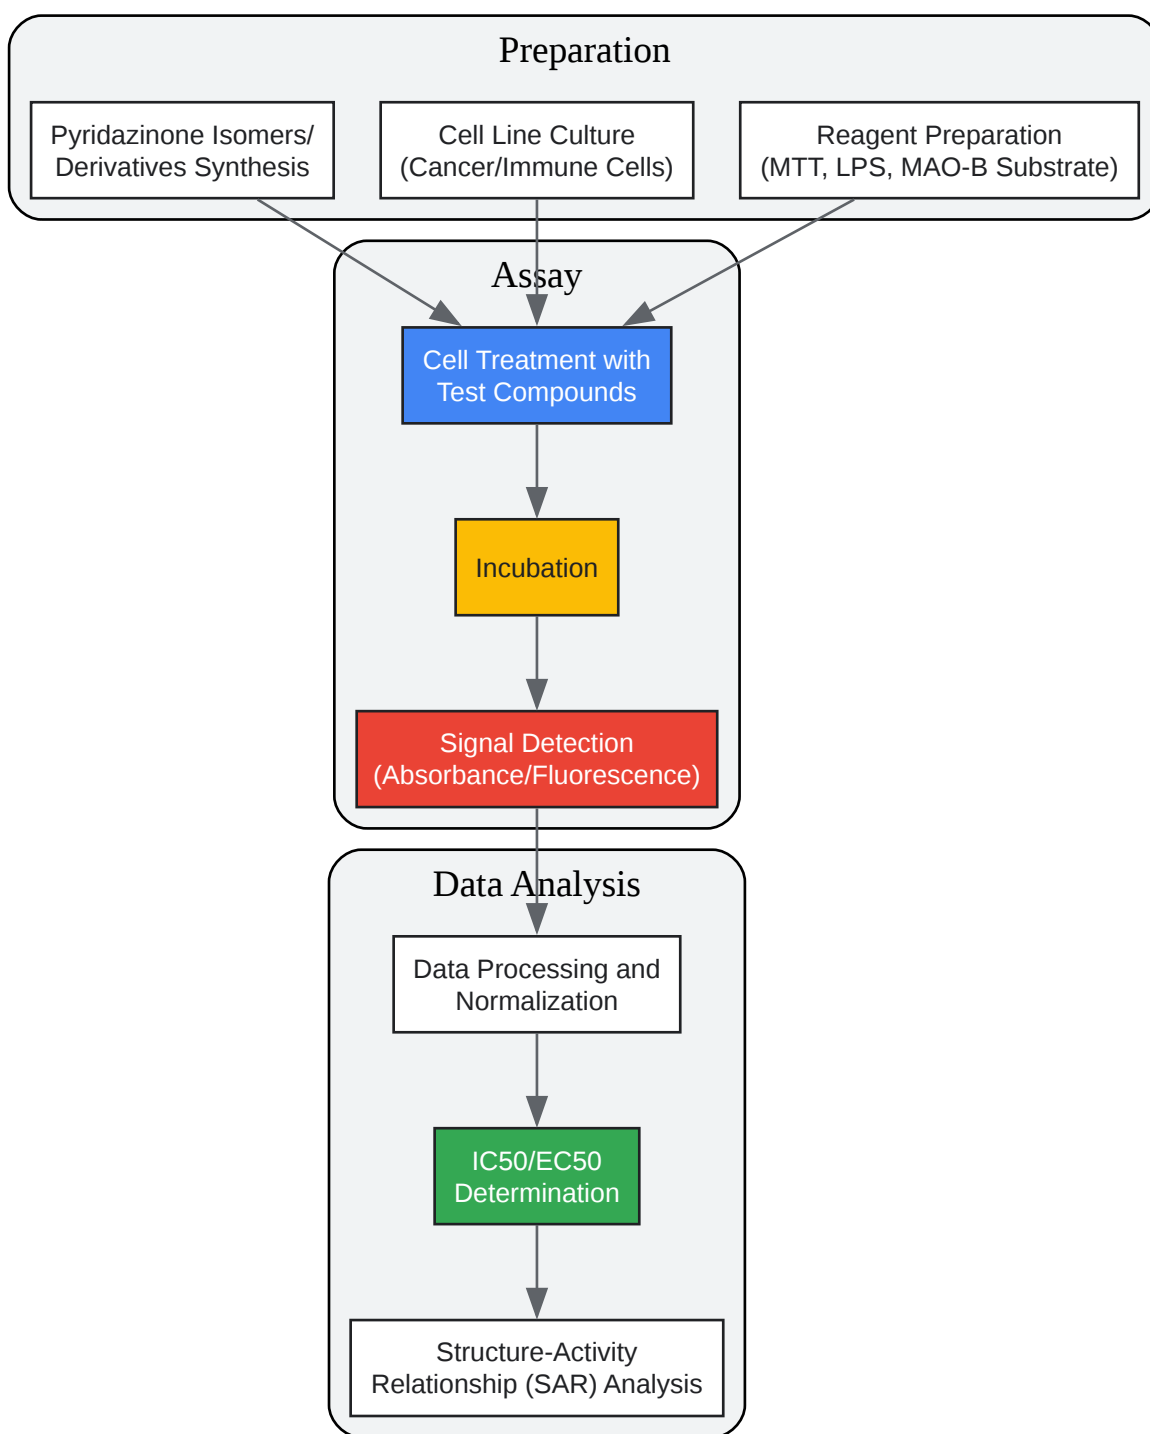 Preparation
Pyridazinone Isomers/
Derivatives Synthesis
Cell Line Culture
(Cancer/Immune Cells)
Reagent Preparation
(MTT, LPS, MAO-B Substrate)
Assay
Cell Treatment with
Test Compounds
Incubation
Signal Detection
(Absorbance/Fluorescence)
Data Analysis
Data Processing and
Normalization
IC50/EC50
Determination
Structure-Activity
Relationship (SAR) Analysis